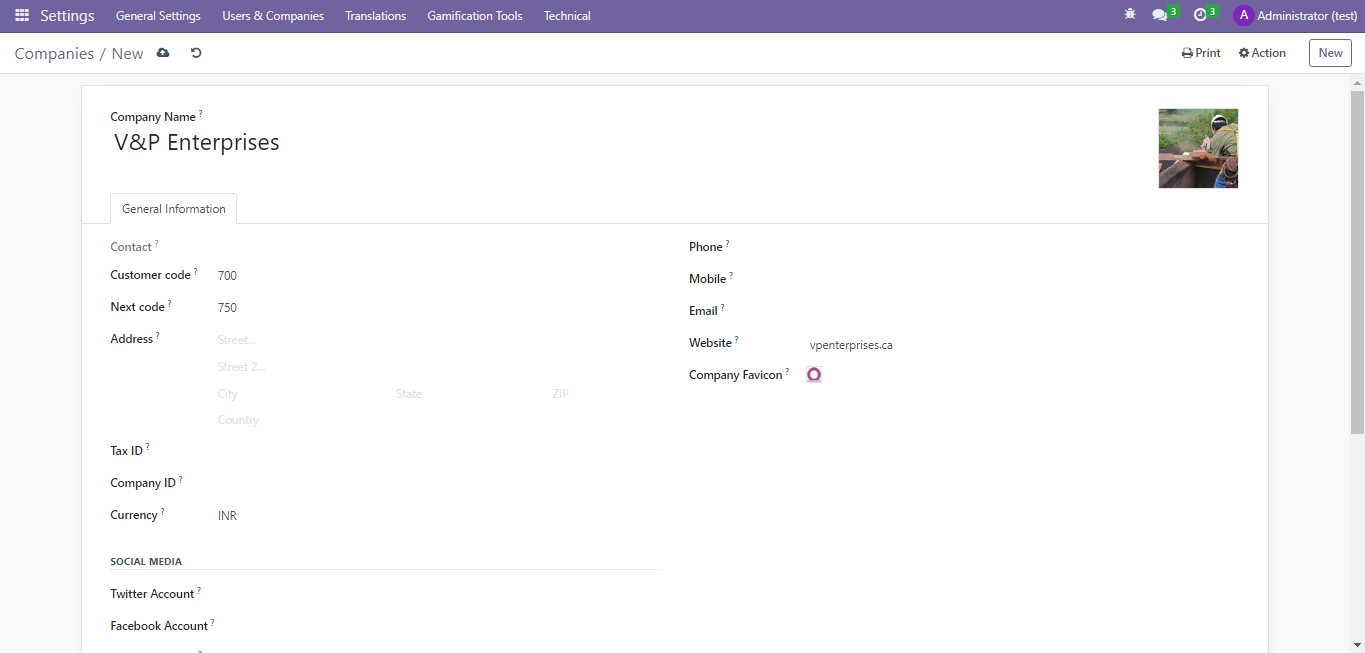 Settings General Settings Users & Companies Translations Gamification Tools Technical 3 3 A Administrator (test)
Companies / New Print Action New
Company Name ?
V&P Enterprises
General Information
Contact ? Phone ?
Customer code ? 700 Mobile ?
Next code ? 750 Email ?
Address ? Street... Website ? vpenterprises.ca
Street 2... Company Favicon ?
City State ZIP
Country
Tax ID ?
Company ID ?
Currency ? INR
SOCIAL MEDIA
Twitter Account ?
Facebook Account ?